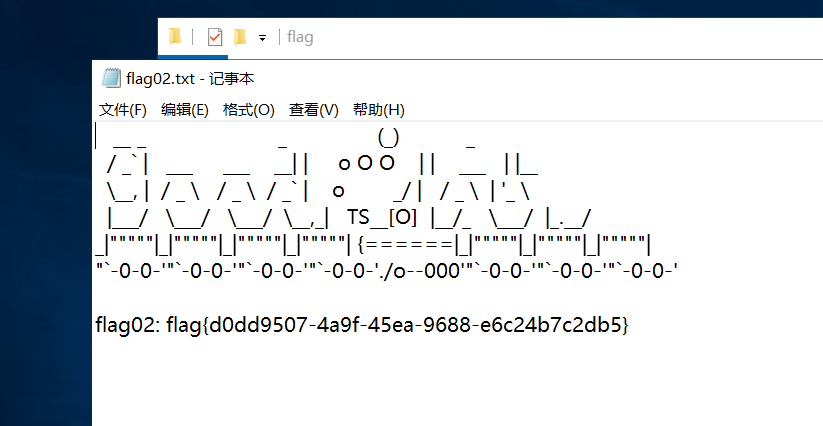 flag
flag02.txt - 记事本
文件(F) 编辑(E) 格式(O) 查看(V) 帮助(H)
   __ _                        _               (_)           _
  / _` |   ___     ___    __| |     o O O    | |    ___   | |__
  \__, |  / _ \   / _ \  / _` |    o        _/ |   / _ \  | '_ \
  |___/   \___/   \___/  \__,_|   TS__[O]  |__/_   \___/  |_.__/
_|"""""|_|"""""|_|"""""|_|"""""| {======|_|"""""|_|"""""|_|"""""|
"`-0-0-'"`-0-0-'"`-0-0-'"`-0-0-'./o--000'"`-0-0-'"`-0-0-'"`-0-0-'
flag02: flag{d0dd9507-4a9f-45ea-9688-e6c24b7c2db5}